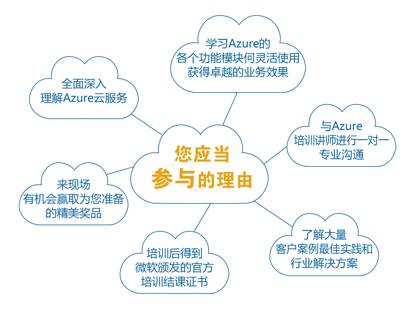 学习Azure的
各个功能模块何灵活使用
获得卓越的业务效果
全面深入
理解Azure云服务
与Azure
培训讲师进行一对一
专业沟通
您应当
参与的理由
来现场
有机会赢取为您准备
的精美奖品
了解大量
客户案例最佳实践和
行业解决方案
培训后得到
微软颁发的官方
培训结课证书